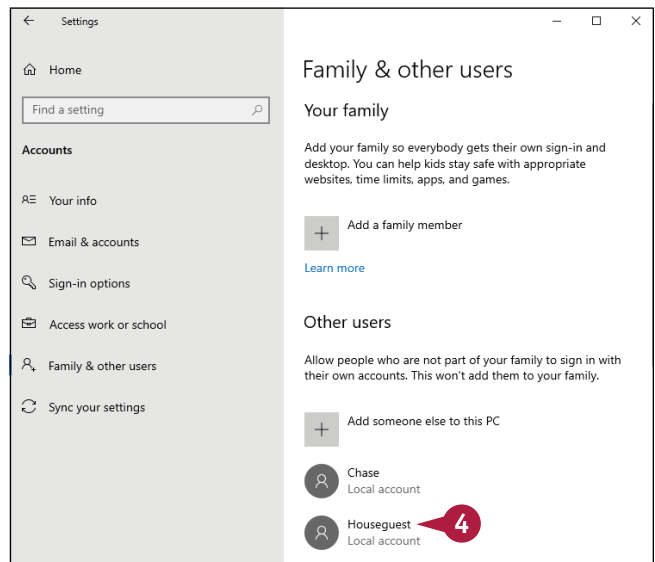 Settings
Home
Find a setting
Accounts
Your info
Email & accounts
Sign-in options
Access work or school
Family & other users
Sync your settings
Family & other users
Your family
Add your family so everybody gets their own sign-in and
desktop. You can help kids stay safe with appropriate
websites, time limits, apps, and games.
Add a family member
Learn more
Other users
Allow people who are not part of your family to sign in with
their own accounts. This won't add them to your family.
Add someone else to this PC
Chase
Local account
Houseguest
4
Local account